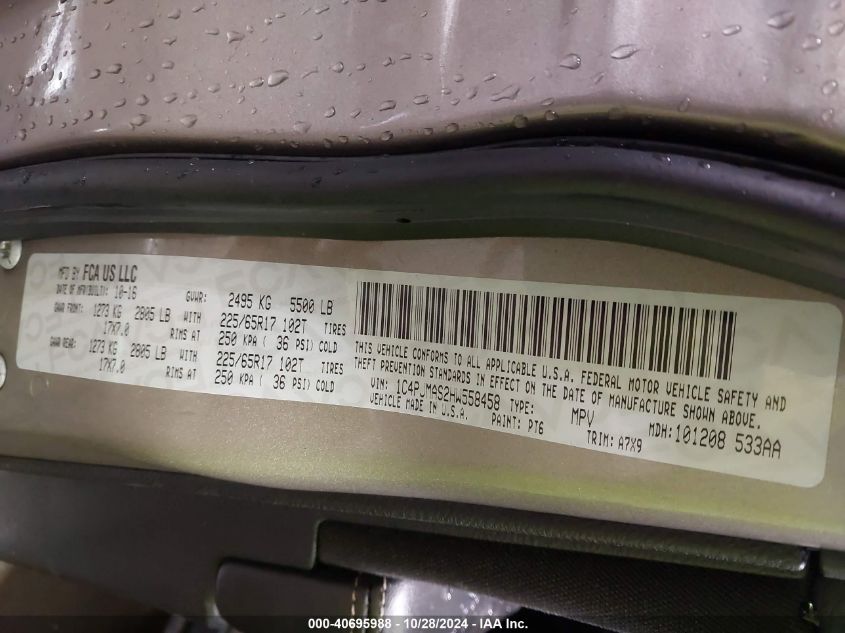 MFD BY FCA US LLC
DATE OF MFR(BUILT): 10-16 GVWR: 2495 KG 5500 LB
GAWR FRONT: 1273 KG 2805 LB WITH 225/65R17 102T TIRES
17X7.0 RIMS AT 250 KPA ( 36 PSI) COLD
GAWR REAR: 1273 KG 2805 LB WITH 225/65R17 102T TIRES
17X7.0 RIMS AT 250 KPA ( 36 PSI) COLD
THIS VEHICLE CONFORMS TO ALL APPLICABLE U.S.A. FEDERAL MOTOR VEHICLE SAFETY AND
THEFT PREVENTION STANDARDS IN EFFECT ON THE DATE OF MANUFACTURE SHOWN ABOVE.
VIN: 1C4PJMAS2HW558458 TYPE: MPV MDH:101208 533AA
VEHICLE MADE IN U.S.A. PAINT: PT6 TRIM: A7X9
000-40695988 - 10/28/2024 - IAA Inc.